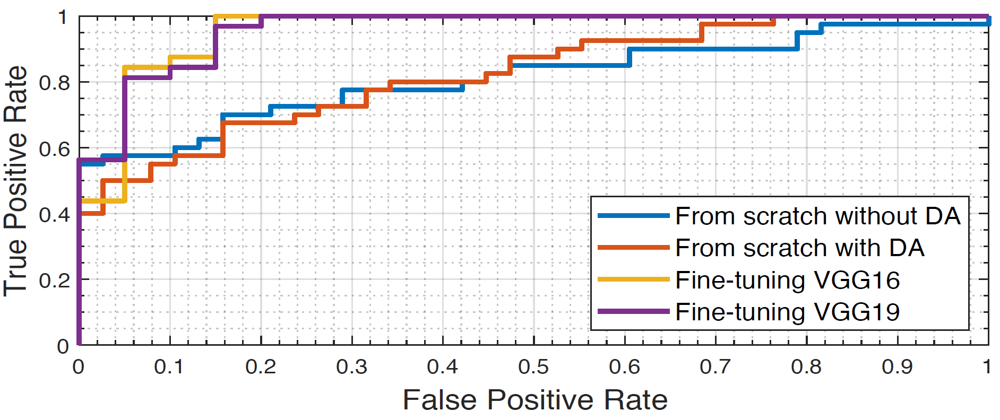 True Positive Rate
1
0.8
0.6
0.4
0.2
0
0 0.1 0.2 0.3 0.4 0.5 0.6 0.7 0.8 0.9 1
False Positive Rate
From scratch without DA
From scratch with DA
Fine-tuning VGG16
Fine-tuning VGG19